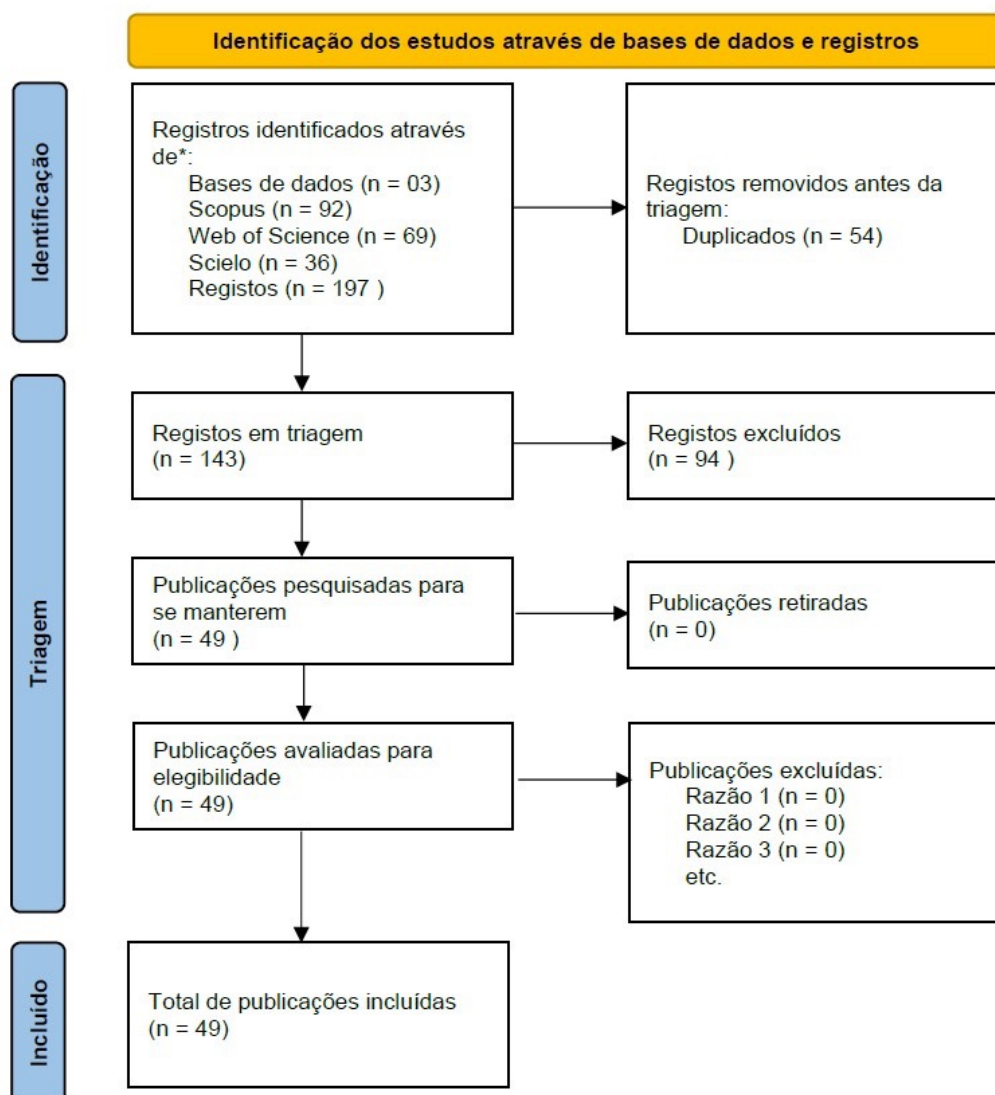 Identificação dos estudos através de bases de dados e registros
Identificação
Registros identificados através
de*:
Bases de dados (n = 03)
Scopus (n = 92)
Web of Science (n = 69)
Scielo (n = 36)
Registos (n = 197 )
Registos removidos antes da
triagem:
Duplicados (n = 54)
Triagem
Registos em triagem
(n = 143)
Registos excluídos
(n = 94 )
Publicações pesquisadas para
se manterem
(n = 49 )
Publicações retiradas
(n = 0)
Publicações avaliadas para
elegibilidade
(n = 49)
Publicações excluídas:
Razão 1 (n = 0)
Razão 2 (n = 0)
Razão 3 (n = 0)
etc.
Incluído
Total de publicações incluídas
(n = 49)